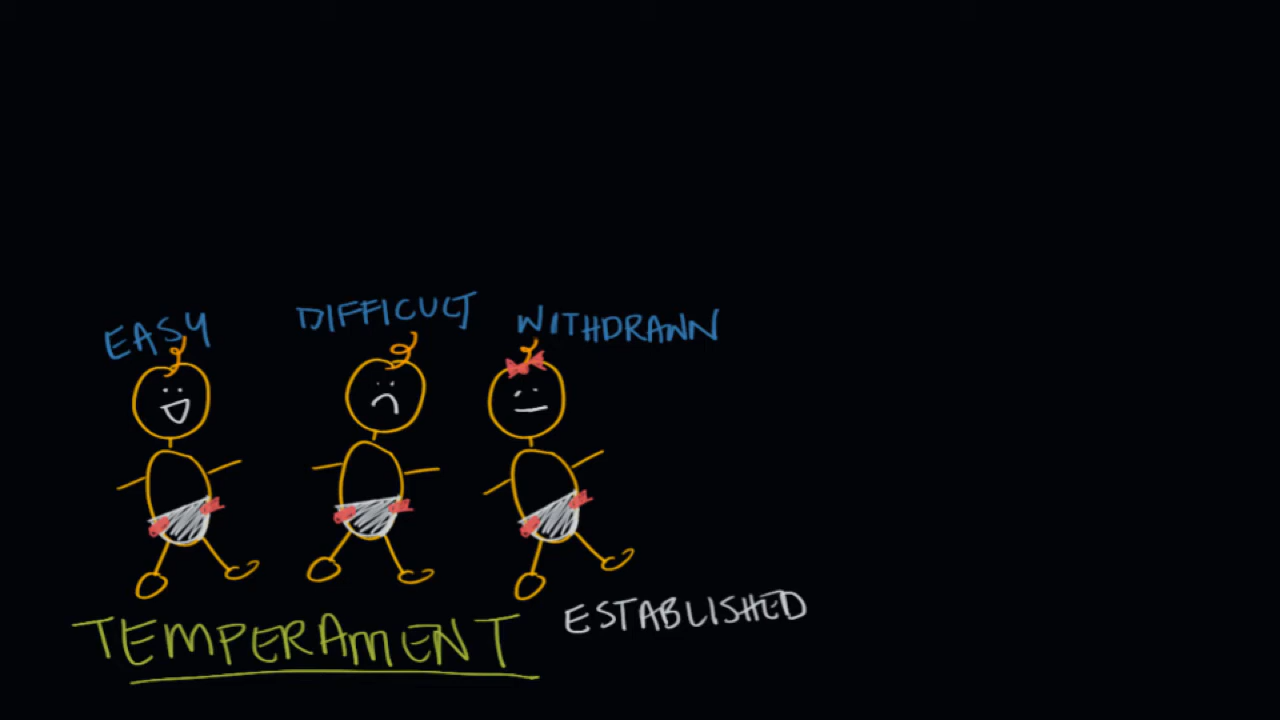 EASY
DIFFICULT
WITHDRAWN
TEMPERAMENT
ESTABLISHED